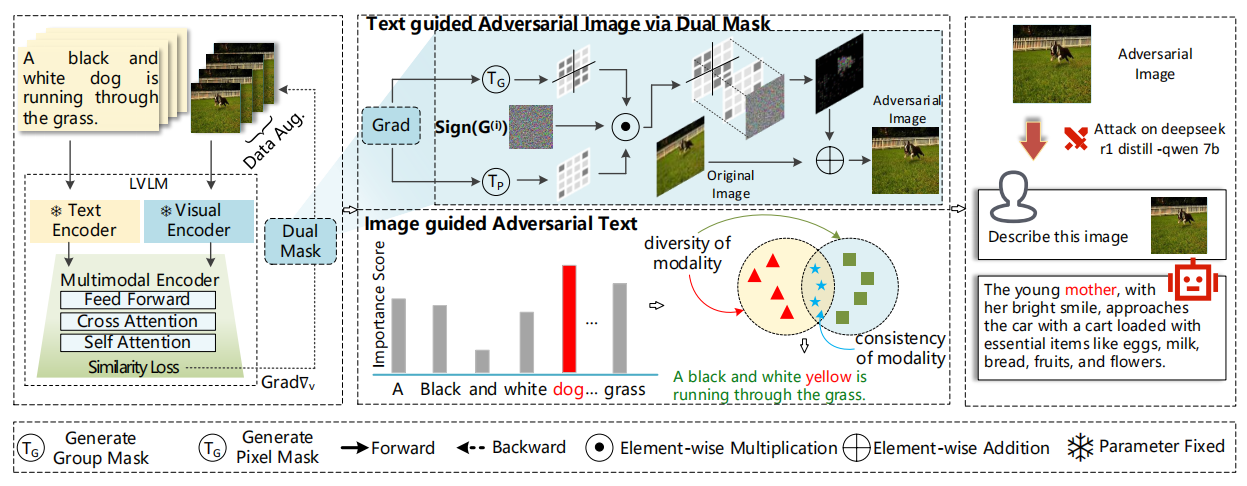 A black and
white dog is
running through
the grass.
Data Aug.
LVLM
Text
Encoder
Visual
Encoder
Multimodal Encoder
Feed Forward
Cross Attention
Self Attention
Similarity Loss
Grad∇v
Dual
Mask
Text guided Adversarial Image via Dual Mask
Grad
TG
Sign(G(i))
TP
Original
Image
Adversarial
Image
Image guided Adversarial Text
Importance Score
A Black and white dog... grass
...
diversity of
modality
consistency
of modality
A black and white yellow is
running through the grass.
Adversarial
Image
Attack on deepseek
r1 distill -qwen 7b
Describe this image
The young mother, with
her bright smile, approaches
the car with a cart loaded with
essential items like eggs, milk,
bread, fruits, and flowers.
TG Generate
Group Mask
TG Generate
Pixel Mask
Forward
Backward
Element-wise Multiplication
Element-wise Addition
Parameter Fixed